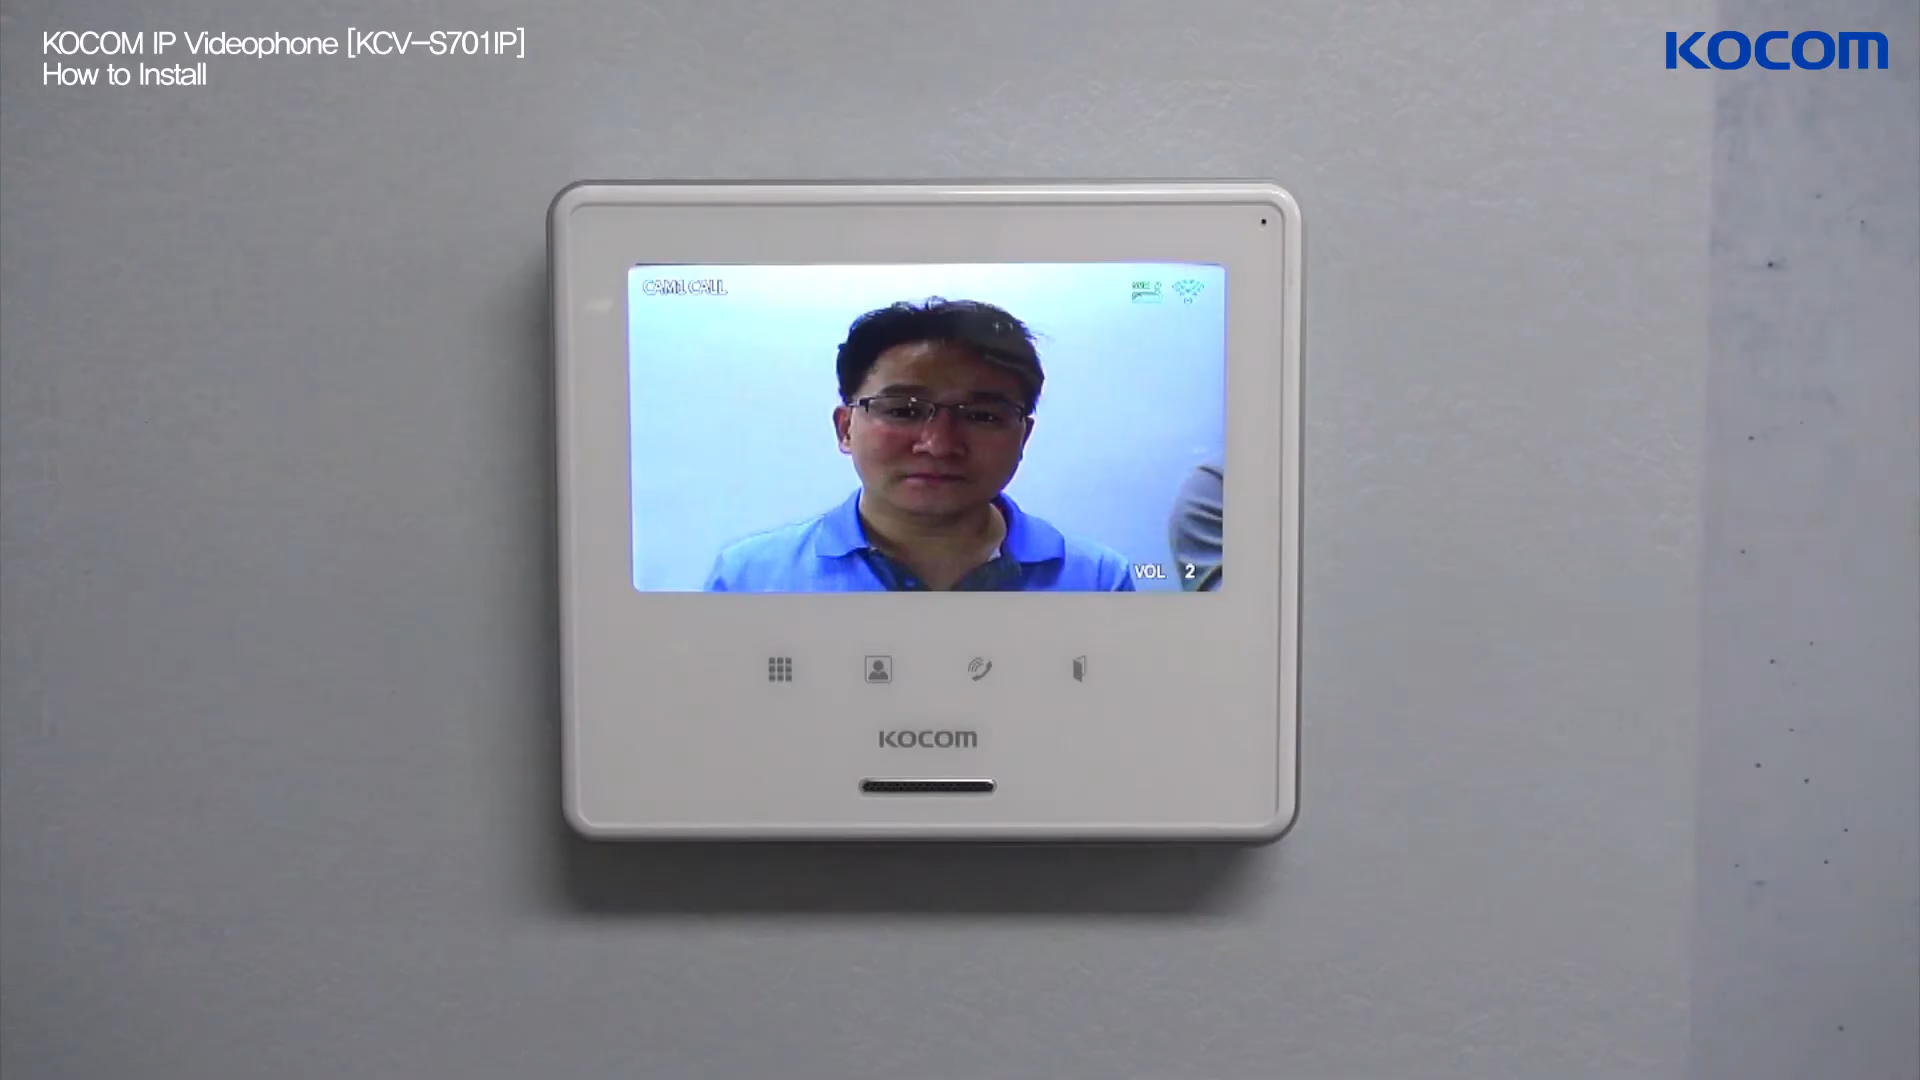 KOCOM IP Videophone [KCV-S701IP]
How to Install
KOCOM
CAM1 CALL
VOL 2
KOCOM